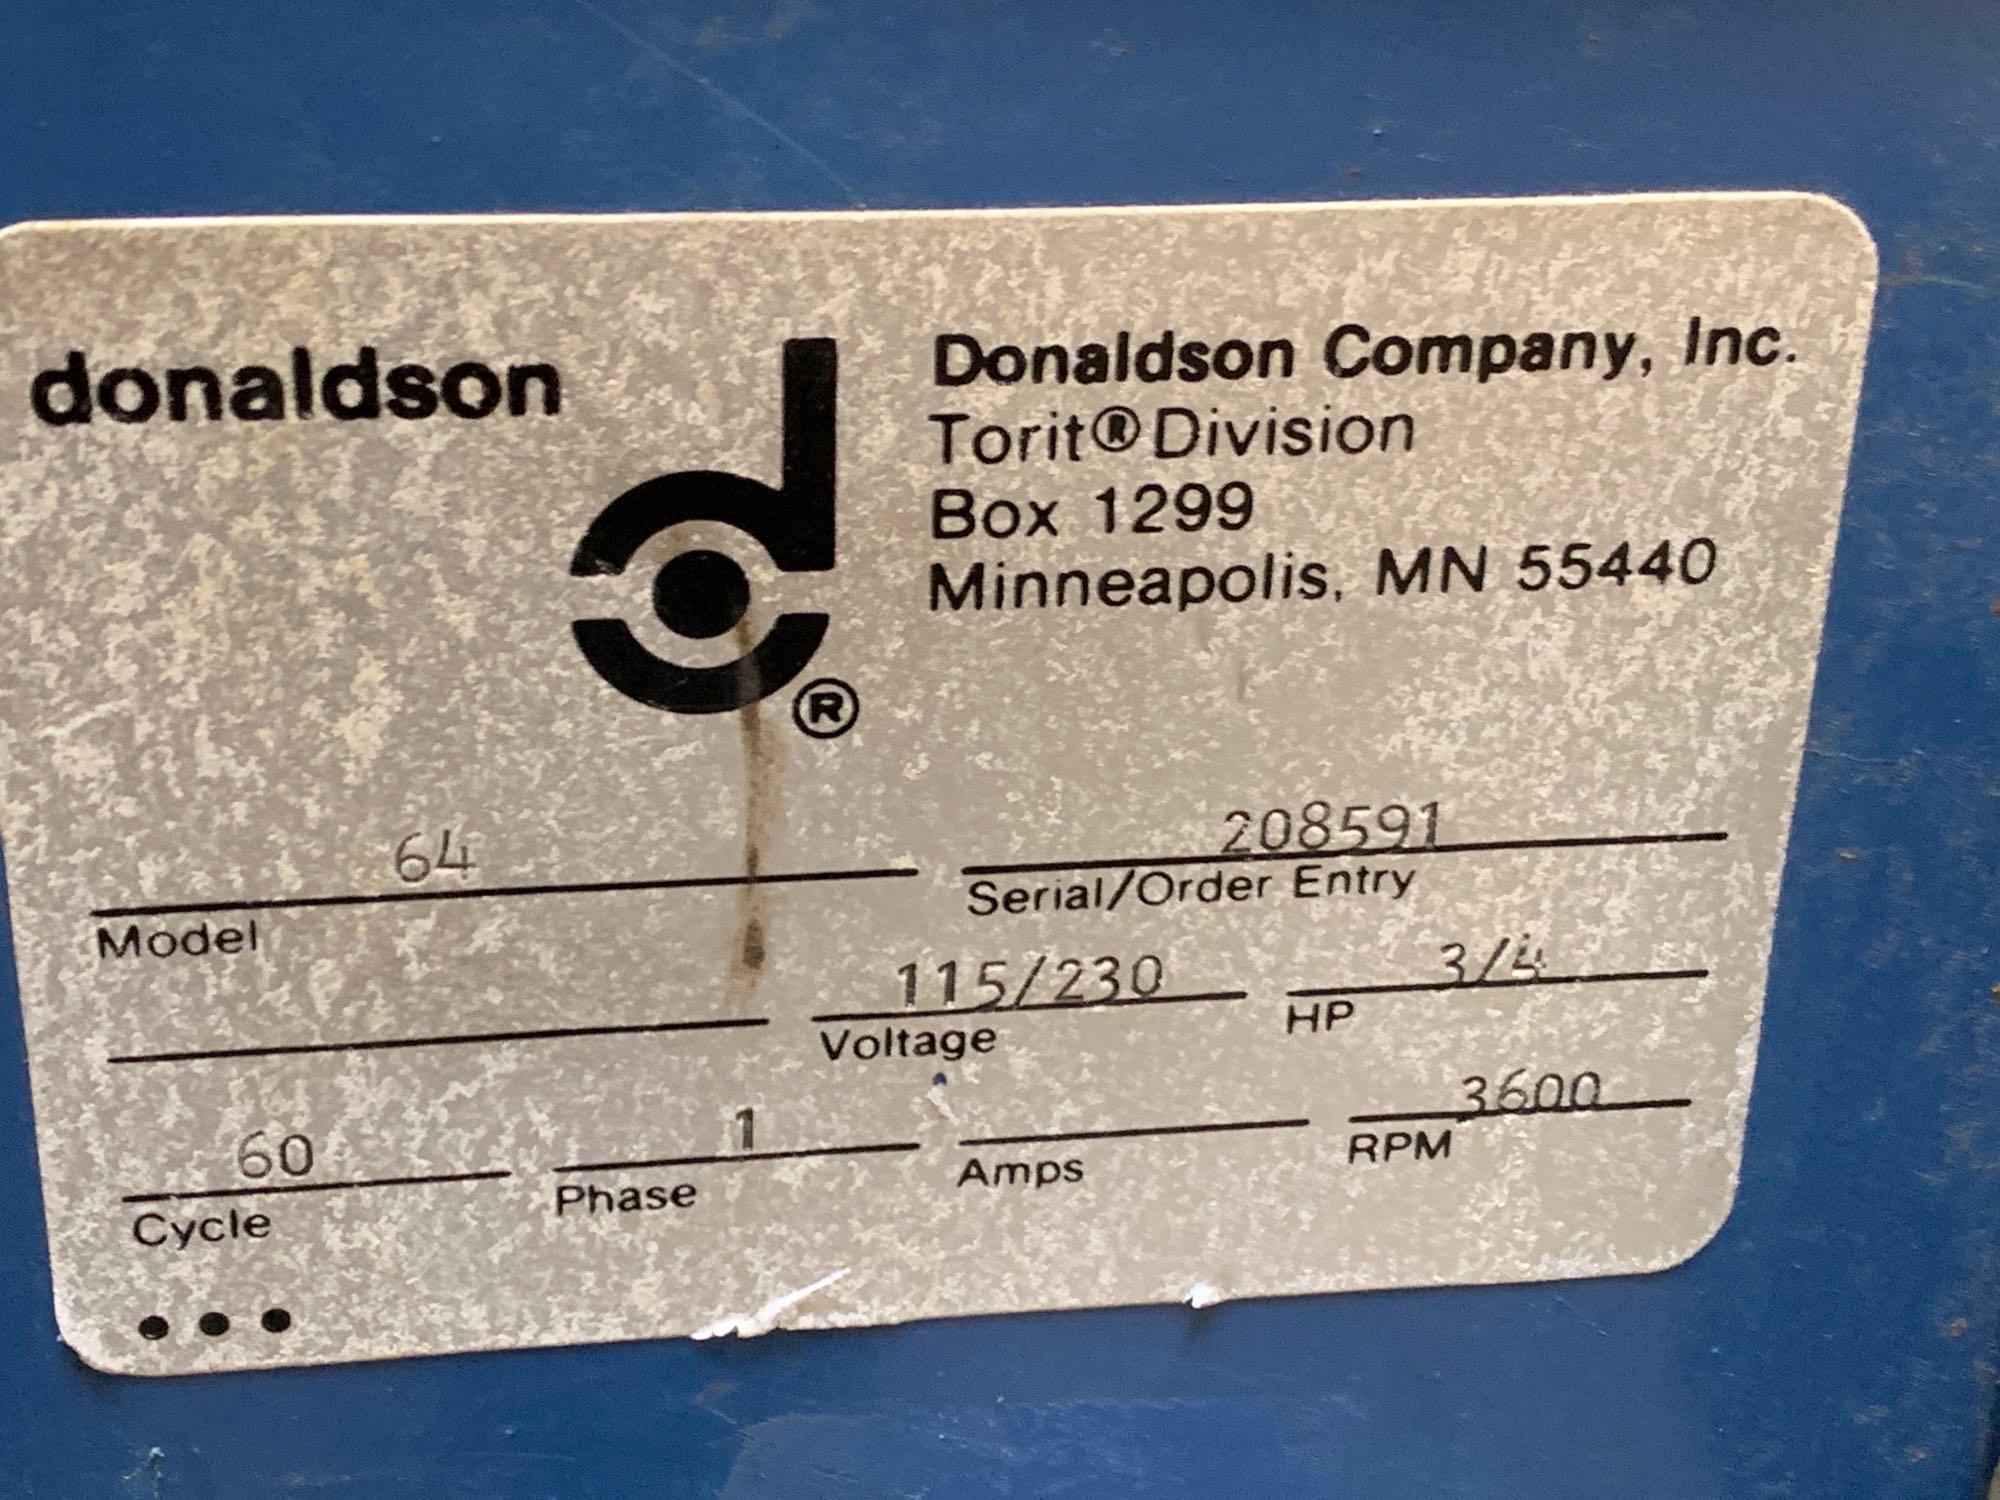 donaldson
Donaldson Company, Inc.
Torit® Division
Box 1299
Minneapolis, MN 55440
®
64
208591
Model
Serial/Order Entry
115/230
3/4
Voltage
HP
60
1
3600
Cycle
Phase
Amps
RPM